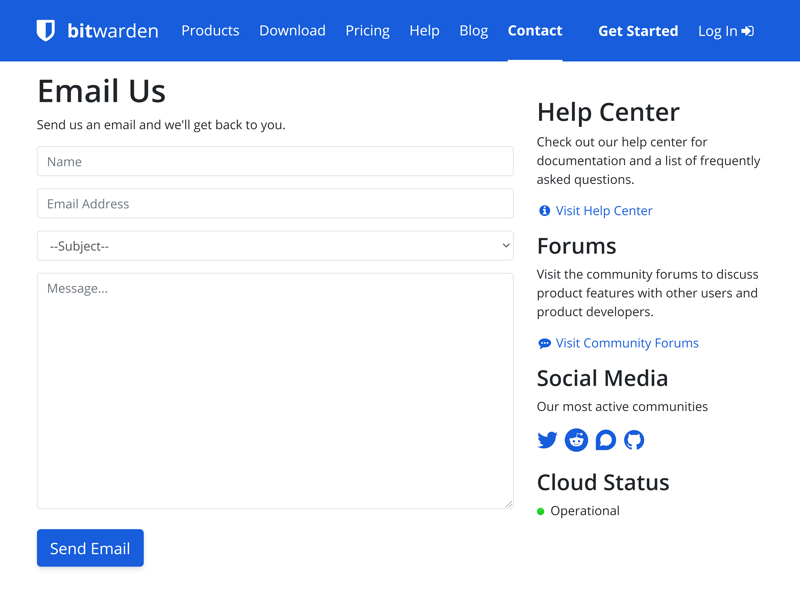 bitwarden Products Download Pricing Help Blog Contact Get Started Log In
Email Us
Send us an email and we'll get back to you.
Name
Email Address
--Subject--
Message...
Send Email
Help Center
Check out our help center for
documentation and a list of frequently
asked questions.
Visit Help Center
Forums
Visit the community forums to discuss
product features with other users and
product developers.
Visit Community Forums
Social Media
Our most active communities
Cloud Status
Operational